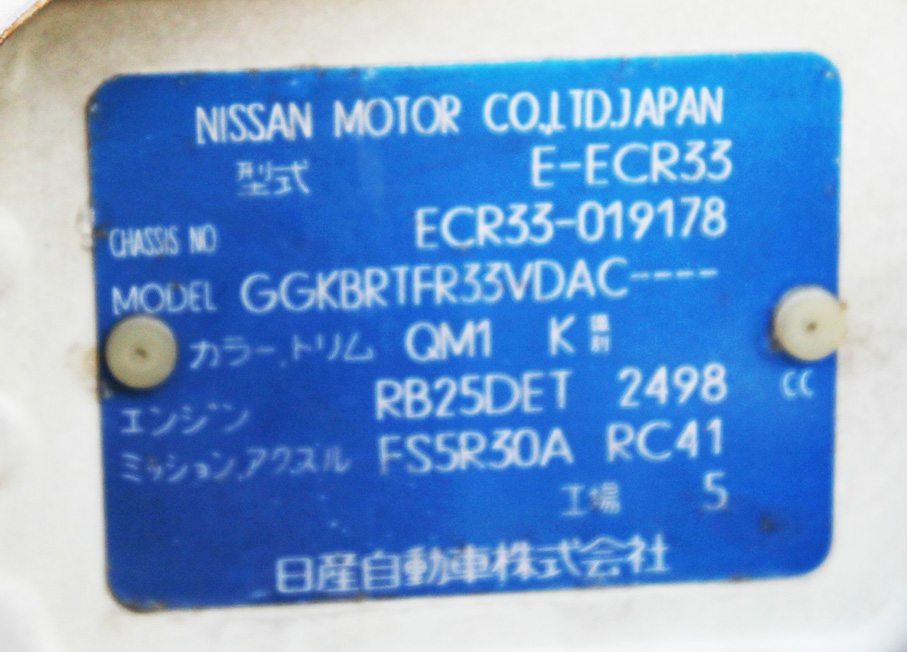 NISSAN MOTOR CO.,LTD.JAPAN
型式 E-ECR33
CHASSIS NO ECR33-019178
MODEL GGKBRTFR33VDAC----
カラー,トリム QM1 K 識別
エンジン RB25DET 2498 CC
ミッション,アクスル FS5R30A RC41
工場 5
日産自動車株式会社